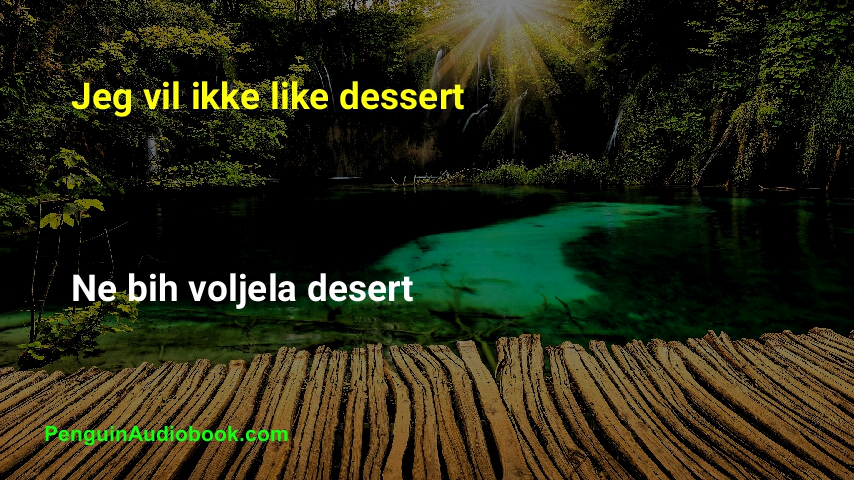 Jeg vil ikke like dessert
Ne bih voljela desert
PenguinAudiobook.com